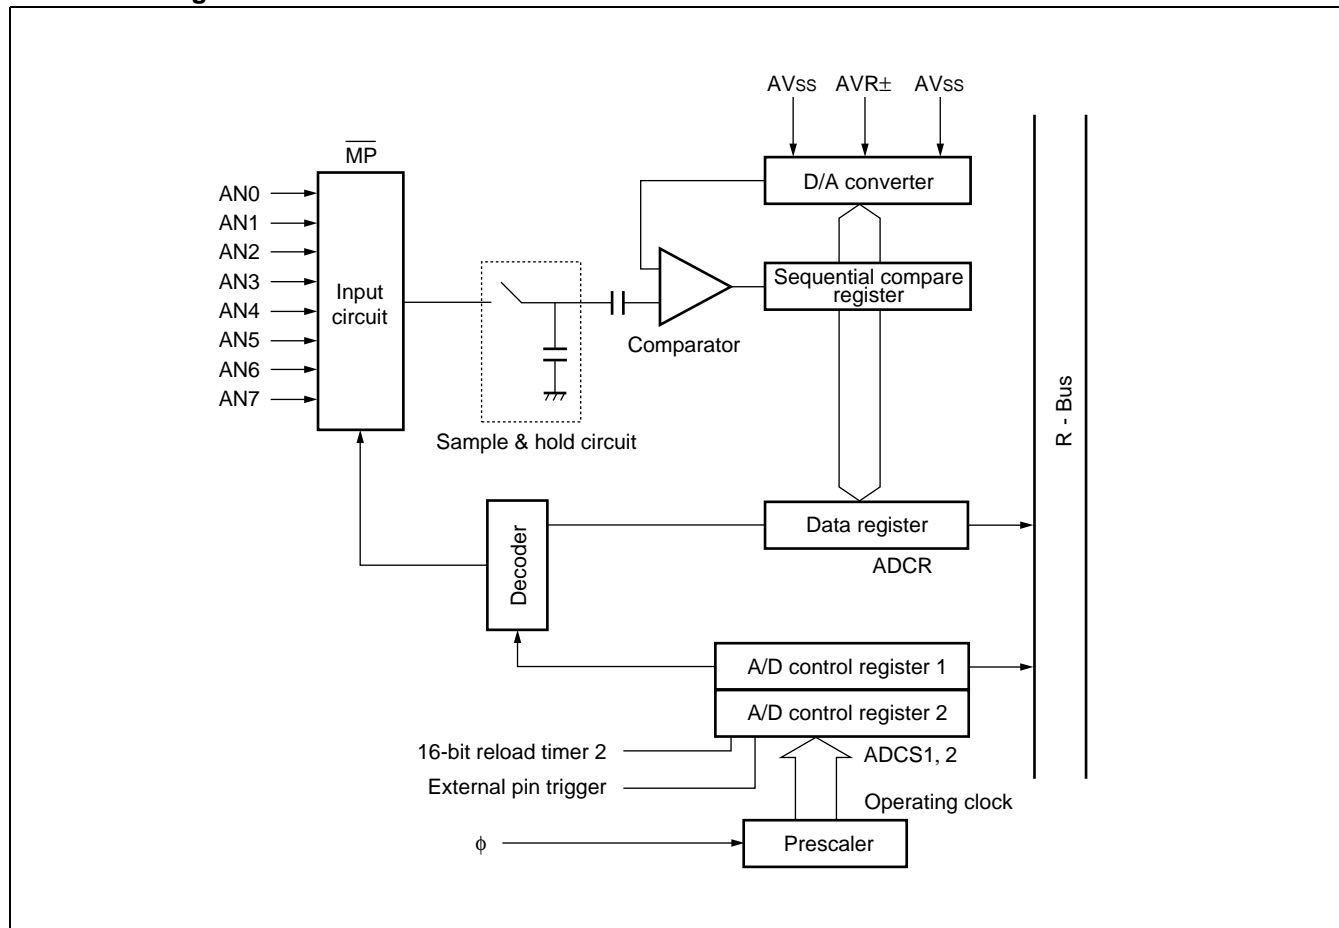 AVSS AVR± AVSS
MP
D/A converter
AN0
AN1
AN2
AN3
AN4
AN5
AN6
AN7
Input
circuit
Sequential compare
register
Comparator
Sample & hold circuit
R - Bus
Decoder
Data register
ADCR
A/D control register 1
A/D control register 2
16-bit reload timer 2
ADCS1, 2
External pin trigger
Operating clock
ϕ
Prescaler